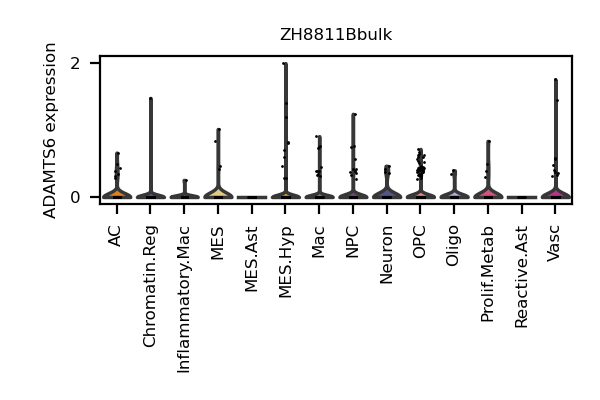 ZH8811Bbulk
ADAMTS6 expression
2
0
AC
Chromatin.Reg
Inflammatory.Mac
MES
MES.Ast
MES.Hyp
Mac
NPC
Neuron
OPC
Oligo
Prolif.Metab
Reactive.Ast
Vasc